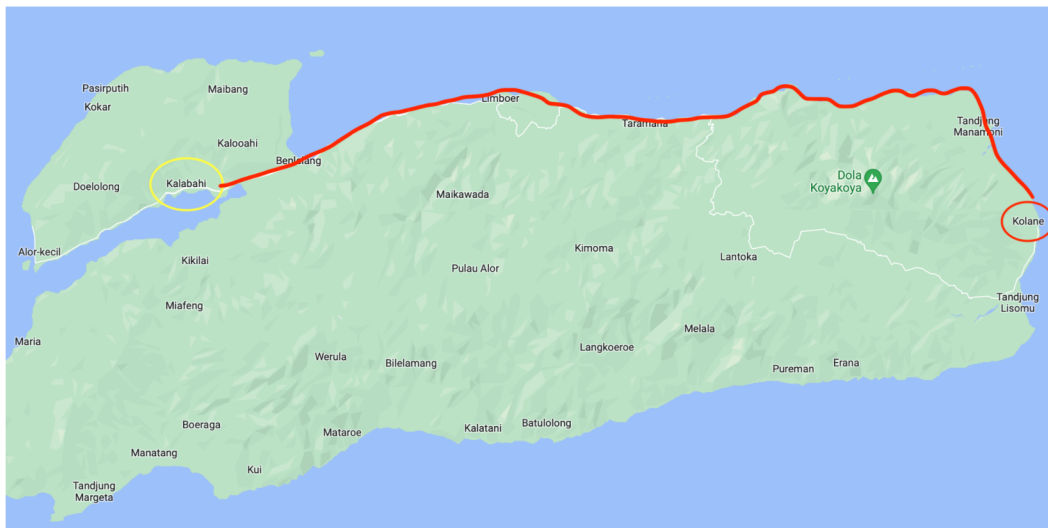 Pasirputih
Maibang
Kokar
Limboer
Taramana
Tandjung
Manamoni
Kalooahi
Benlelang
Kalabahi
Doelolong
Maikawada
Dola
Koyakoya
Kolane
Alor-kecil
Kikilai
Pulau Alor
Kimoma
Lantoka
Miafeng
Tandjung
Lisomu
Maria
Werula
Bilelamang
Langkoeroe
Melala
Pureman
Erana
Boeraga
Mataroe
Kalatani
Batulolong
Manatang
Kui
Tandjung
Margeta